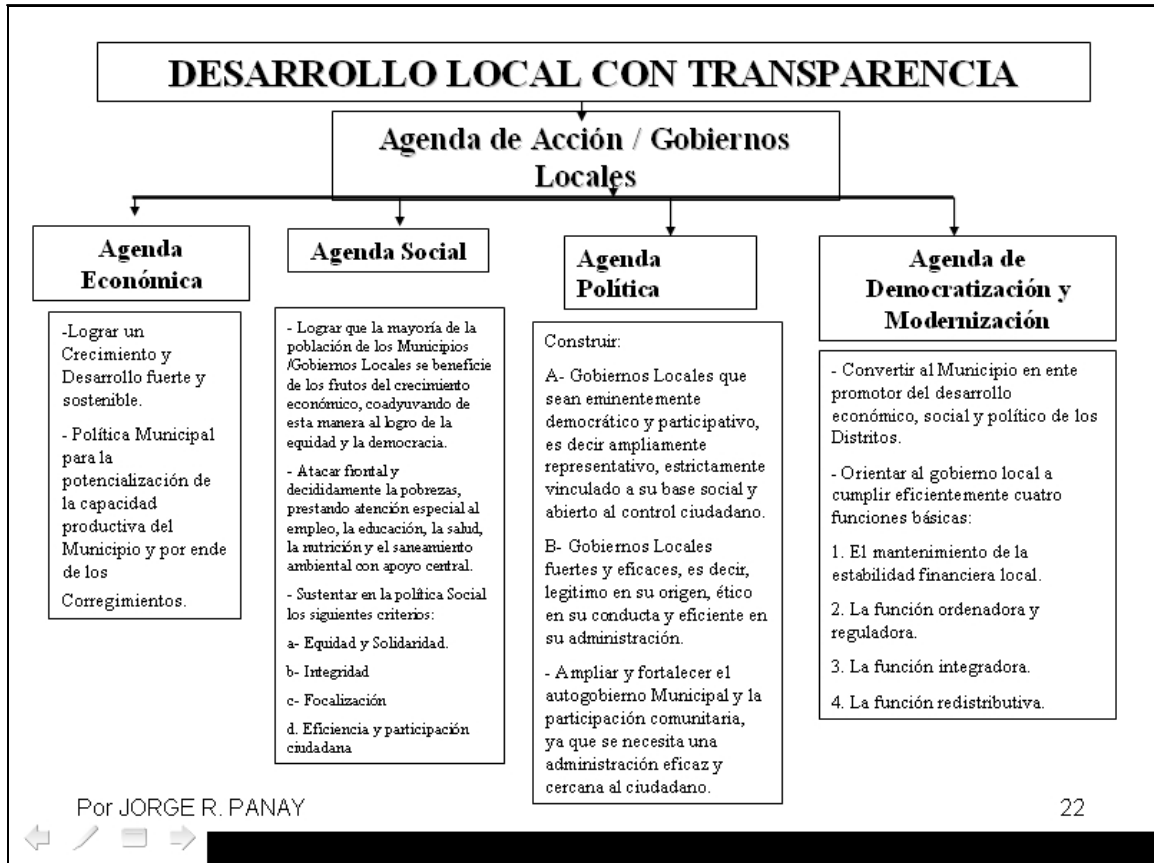 DESARROLLO LOCAL CON TRANSPARENCIA
Agenda de Acción / Gobiernos
Locales
Agenda
Económica
-Lograr un
Crecimiento y
Desarrollo fuerte y
sostenible.
- Política Municipal
para la
potencialización de
la capacidad
productiva del
Municipio y por ende
de los
Corregimientos.
Agenda Social
- Lograr que la mayoría de la
población de los Municipios
/Gobiernos Locales se beneficie
de los frutos del crecimiento
económico, coadyuvando de
esta manera al logro de la
equidad y la democracia.
- Atacar frontal y
decididamente la pobrezas,
prestando atención especial al
empleo, la educación, la salud,
la nutrición y el saneamiento
ambiental con apoyo central.
- Sustentar en la política Social
los siguientes criterios:
a- Equidad y Solidaridad.
b- Integridad
c- Focalización
d. Eficiencia y participación
ciudadana
Agenda
Política
Construir:
A- Gobiernos Locales que
sean eminentemente
democrático y participativo,
es decir ampliamente
representativo, estrictamente
vinculado a su base social y
abierto al control ciudadano.
B- Gobiernos Locales
fuertes y eficaces, es decir,
legitimo en su origen, ético
en su conducta y eficiente en
su administración.
- Ampliar y fortalecer el
autogobierno Municipal y la
participación comunitaria,
ya que se necesita una
administración eficaz y
cercana al ciudadano.
Agenda de
Democratización y
Modernización
- Convertir al Municipio en ente
promotor del desarrollo
económico, social y político de los
Distritos.
- Orientar al gobierno local a
cumplir eficientemente cuatro
funciones básicas:
1. El mantenimiento de la
estabilidad financiera local.
2. La función ordenadora y
reguladora.
3. La función integradora.
4. La función redistributiva.
Por JORGE R. PANAY
22